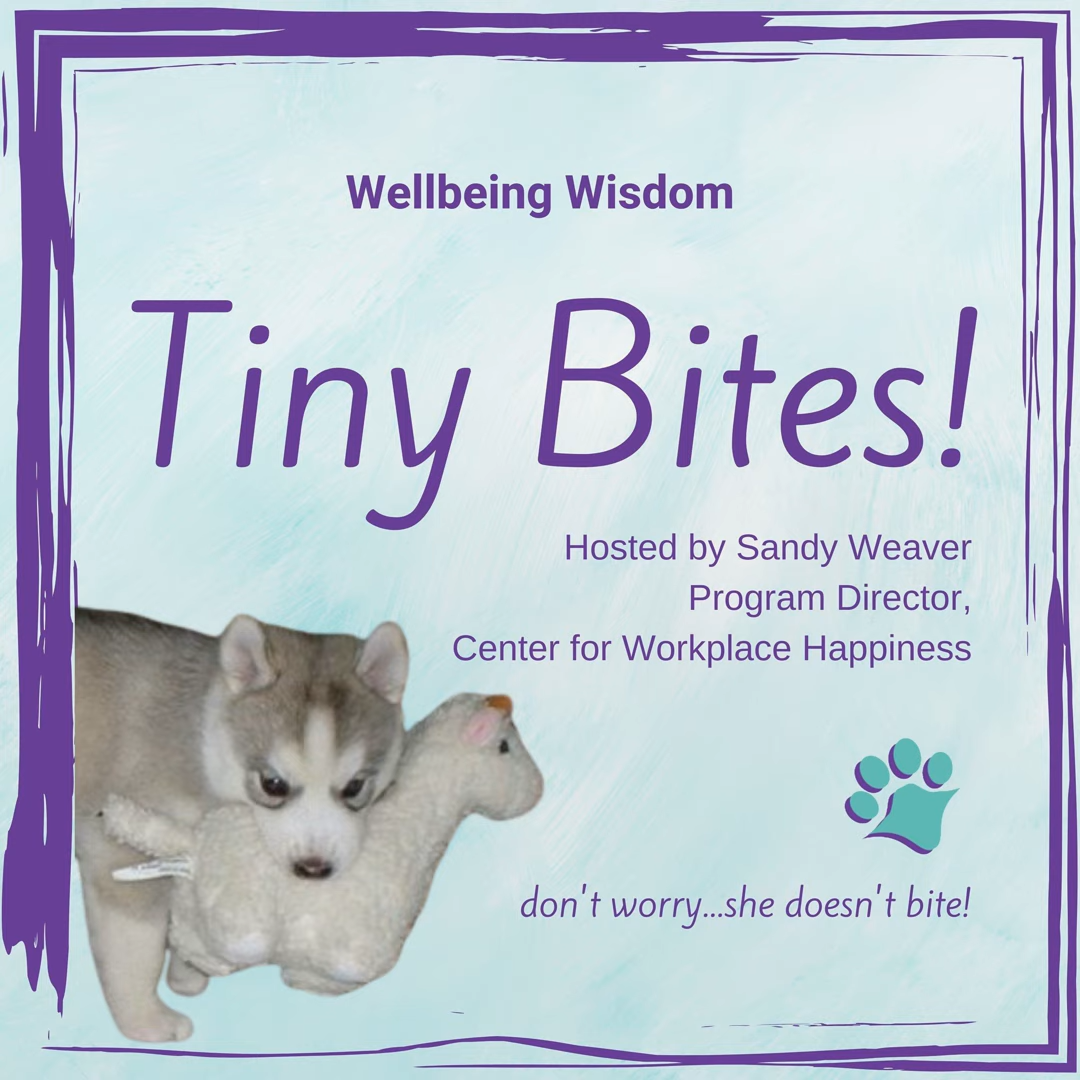 Wellbeing Wisdom
Tiny Bites!
Hosted by Sandy Weaver
Program Director,
Center for Workplace Happiness
don't worry...she doesn't bite!